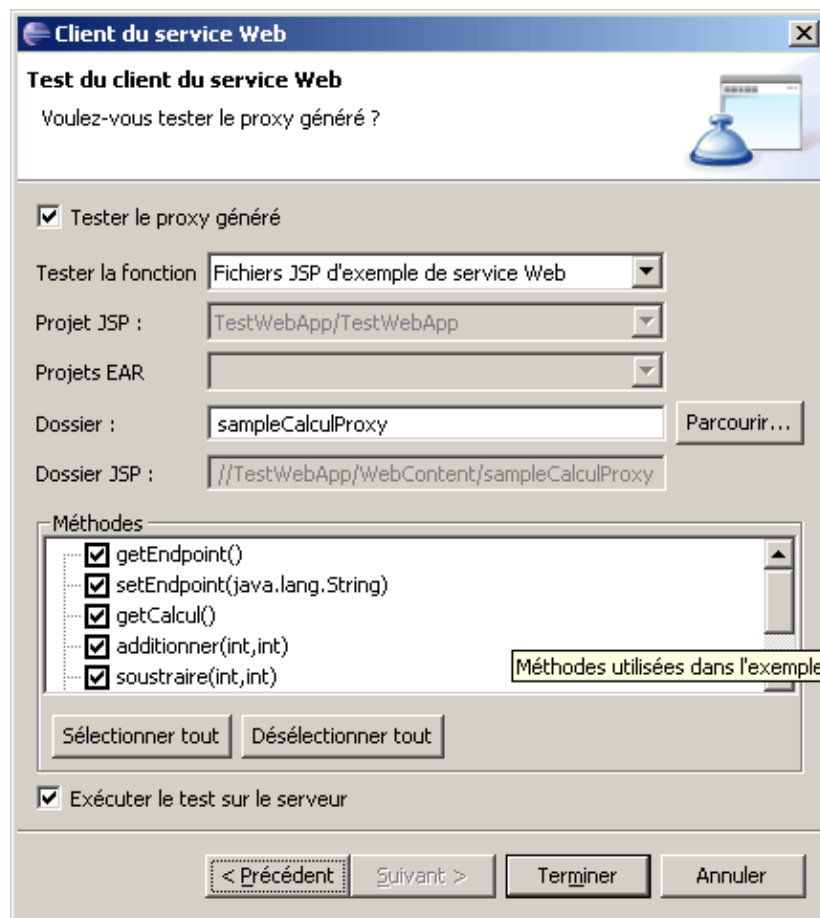 Client du service Web
Test du client du service Web
Voulez-vous tester le proxy généré ?
Tester le proxy généré
Tester la fonction Fichiers JSP d'exemple de service Web
Projet JSP : TestWebApp/TestWebApp
Projets EAR
Dossier : sampleCalculProxy Parcourir...
Dossier JSP : //TestWebApp/WebContent/sampleCalculProxy
Méthodes
getEndpoint()
setEndpoint(java.lang.String)
getCalcul()
additionner(int,int)
soustraire(int,int)
Méthodes utilisées dans l'exemple
Sélectionner tout Désélectionner tout
Exécuter le test sur le serveur
< Précédent Suivant > Terminer Annuler